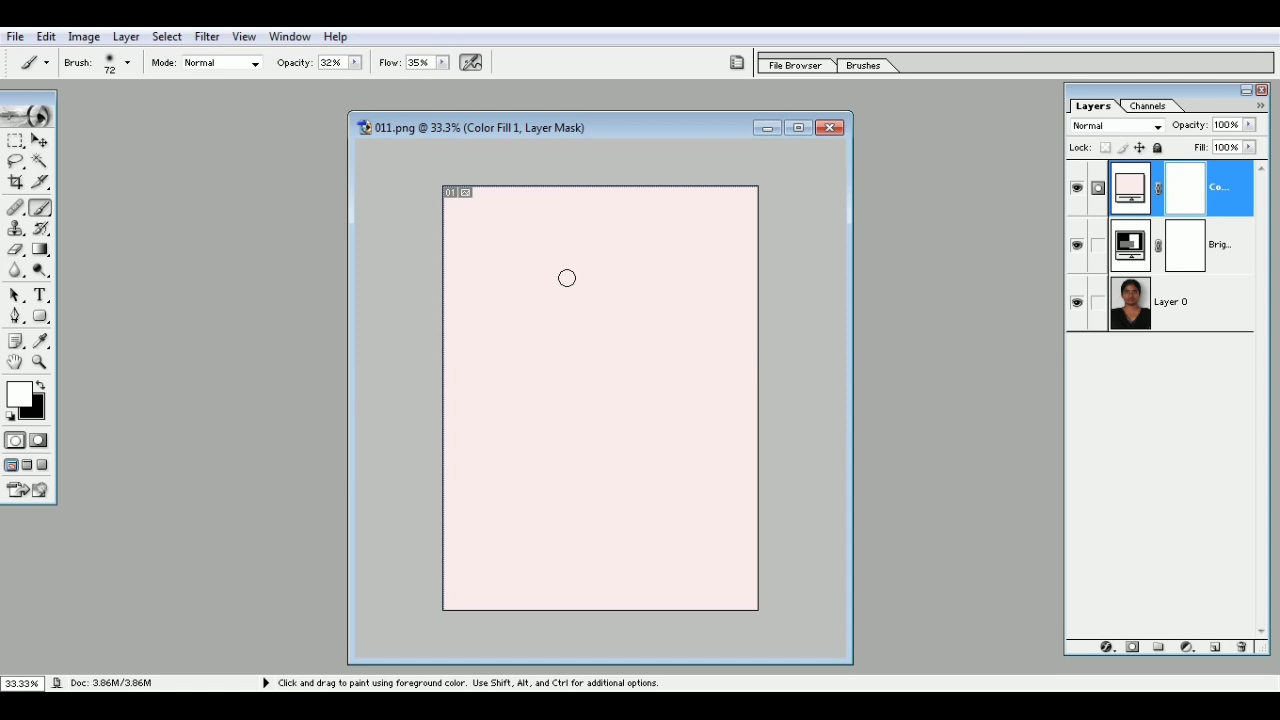 File Edit Image Layer Select Filter View Window Help
Brush: 72 Mode: Normal Opacity: 32% Flow: 35% File Browser Brushes
011.png @ 33.3% (Color Fill 1, Layer Mask)
01
Layers Channels
Normal Opacity: 100%
Lock: Fill: 100%
Co...
Brig...
Layer 0
T
33.33% Doc: 3.86M/3.86M Click and drag to paint using foreground color. Use Shift, Alt, and Ctrl for additional options.